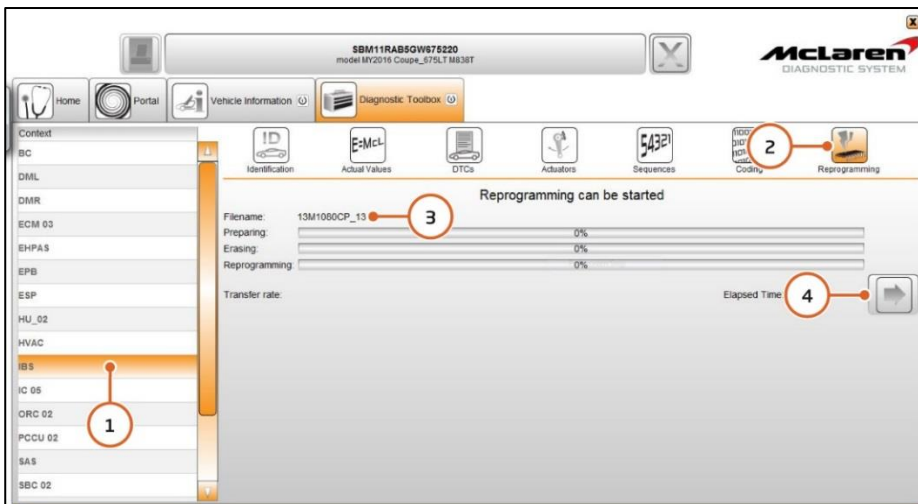 SBM11RAB5GW675220
model MY2016 Coupe_675LT M838T
McLaren
DIAGNOSTIC SYSTEM
Home
Portal
Vehicle Information
Diagnostic Toolbox
Context
BC
DML
DMR
ECM 03
EHPAS
EPB
ESP
HU_02
HVAC
IBS
IC 05
ORC 02
PCCU 02
SAS
SBC 02
1
ID
Identification
E=McL
Actual Values
DTCs
Actuators
54321
Sequences
Coding
2
Reprogramming
Reprogramming can be started
Filename: 13M1080CP_13
3
Preparing: 0%
Erasing: 0%
Reprogramming: 0%
Transfer rate:
Elapsed Time
4